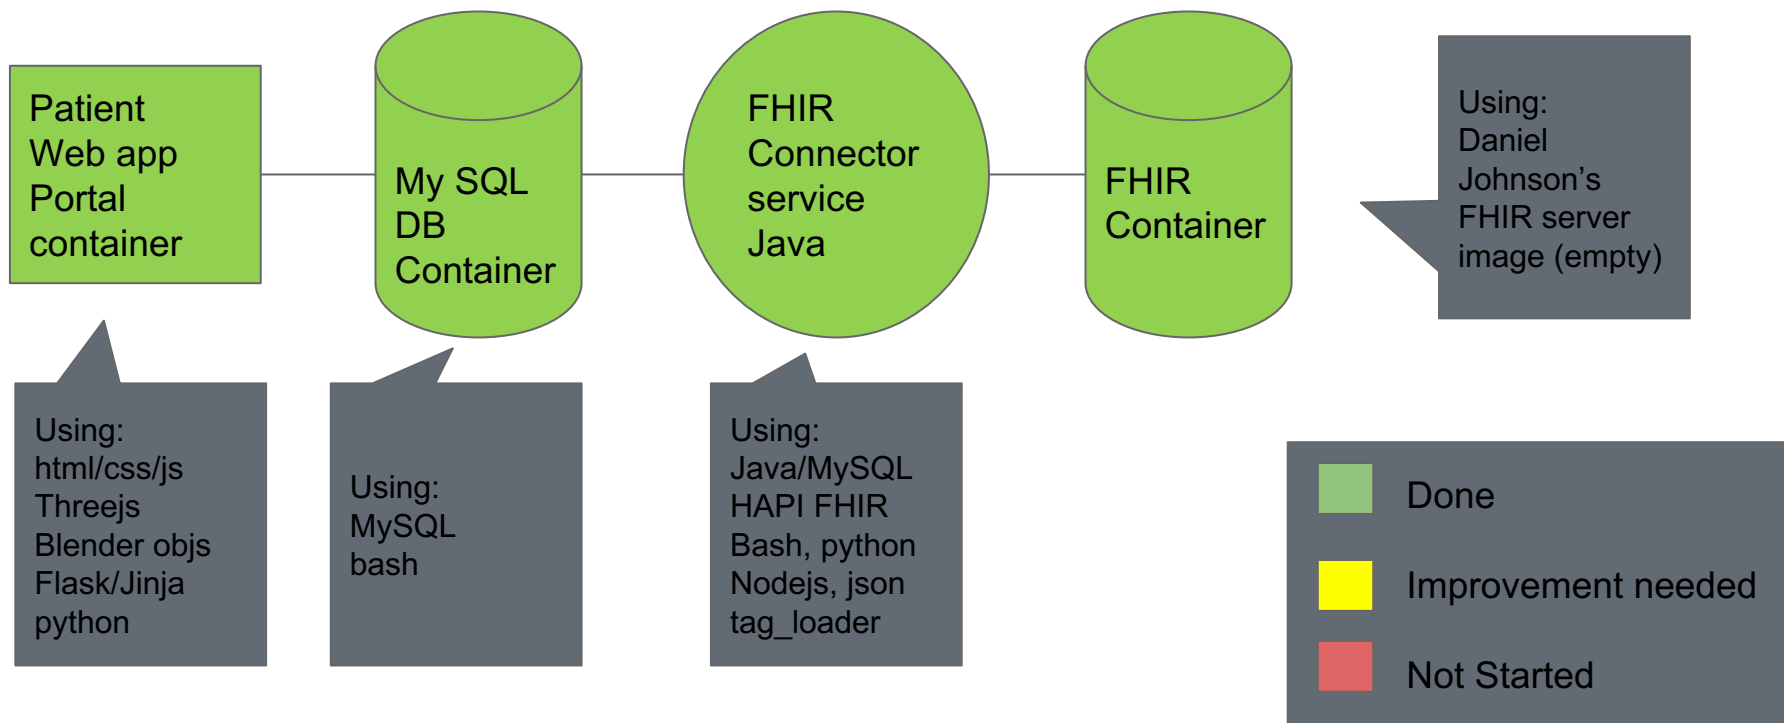 Patient
Web app
Portal
container
My SQL
DB
Container
FHIR
Connector
service
Java
FHIR
Container
Using:
Daniel
Johnson’s
FHIR server
image (empty)
Using:
html/css/js
Threejs
Blender objs
Flask/Jinja
python
Using:
MySQL
bash
Using:
Java/MySQL
HAPI FHIR
Bash, python
Nodejs, json
tag_loader
Done
Improvement needed
Not Started